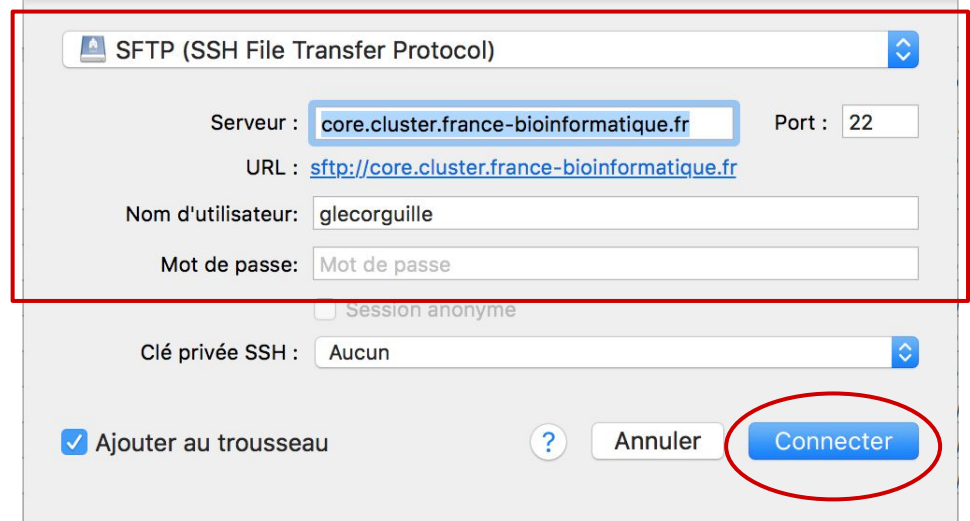 SFTP (SSH File Transfer Protocol)
Serveur : core.cluster.france-bioinformatique.fr Port : 22
URL : sftp://core.cluster.france-bioinformatique.fr
Nom d'utilisateur: glecorguille
Mot de passe: Mot de passe
Session anonyme
Clé privée SSH : Aucun
Ajouter au trousseau ? Annuler Connecter